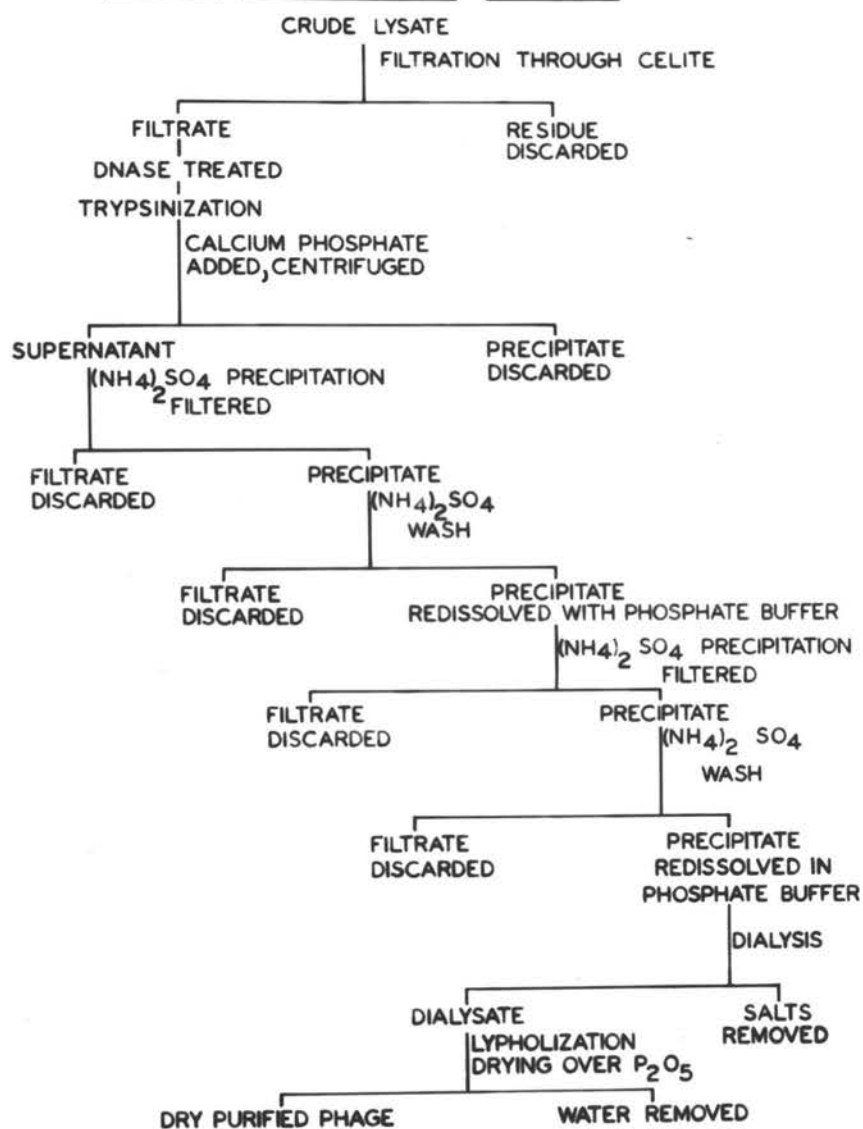 CRUDE LYSATE
FILTRATION THROUGH CELITE
FILTRATE
RESIDUE
DISCARDED
DNASE TREATED
TRYPSINIZATION
CALCIUM PHOSPHATE
ADDED, CENTRIFUGED
SUPERNATANT
PRECIPITATE
DISCARDED
(NH4)2SO4 PRECIPITATION
FILTERED
FILTRATE
DISCARDED
PRECIPITATE
(NH4)2SO4
WASH
FILTRATE
DISCARDED
PRECIPITATE
REDISSOLVED WITH PHOSPHATE BUFFER
(NH4)2 SO4 PRECIPITATION
FILTERED
FILTRATE
DISCARDED
PRECIPITATE
(NH4)2 SO4
WASH
FILTRATE
DISCARDED
PRECIPITATE
REDISSOLVED IN
PHOSPHATE BUFFER
DIALYSIS
DIALYSATE
SALTS
REMOVED
LYPHOLIZATION
DRYING OVER P2O5
DRY PURIFIED PHAGE
WATER REMOVED